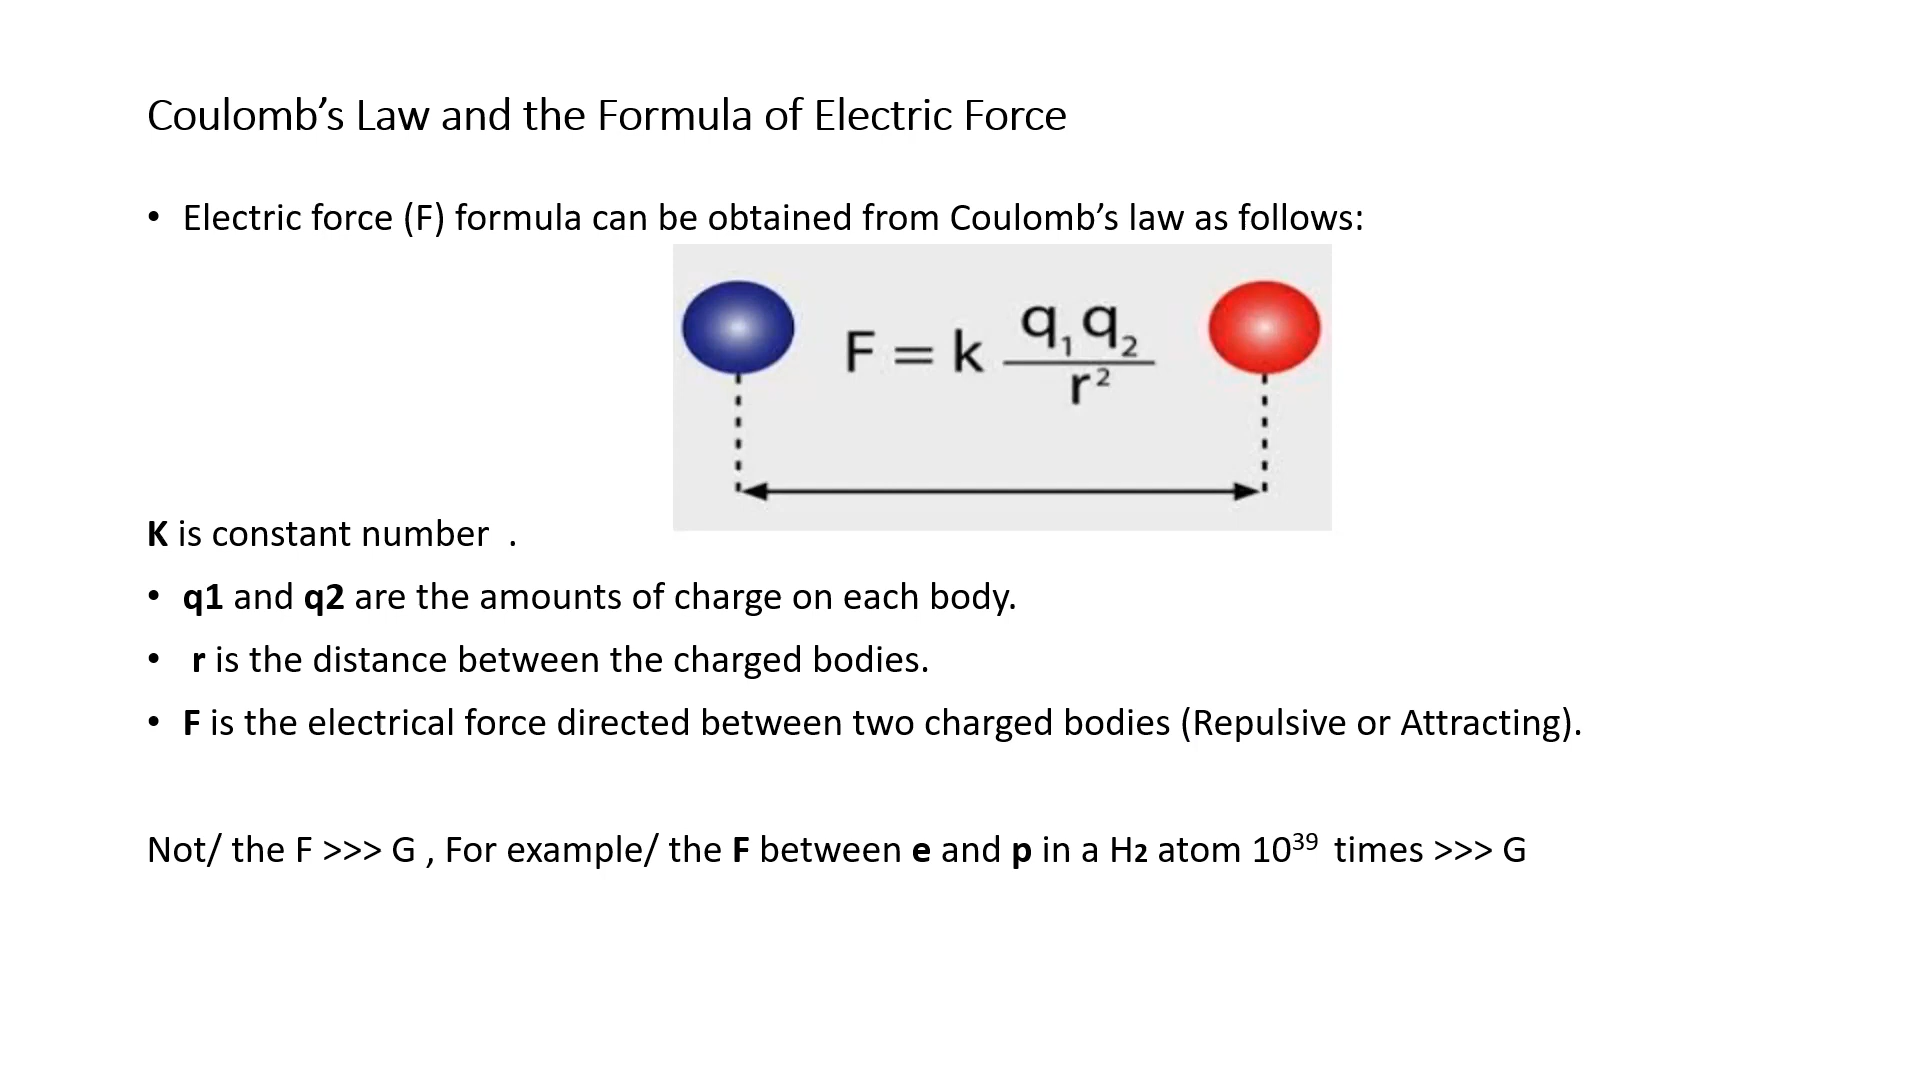 Coulomb’s Law and the Formula of Electric Force
• Electric force (F) formula can be obtained from Coulomb’s law as follows:
F = k q₁q₂ / r²
K is constant number  .
• q1 and q2 are the amounts of charge on each body.
• r is the distance between the charged bodies.
• F is the electrical force directed between two charged bodies (Repulsive or Attracting).
Not/ the F >>> G , For example/ the F between e and p in a H2 atom 10³⁹ times >>> G